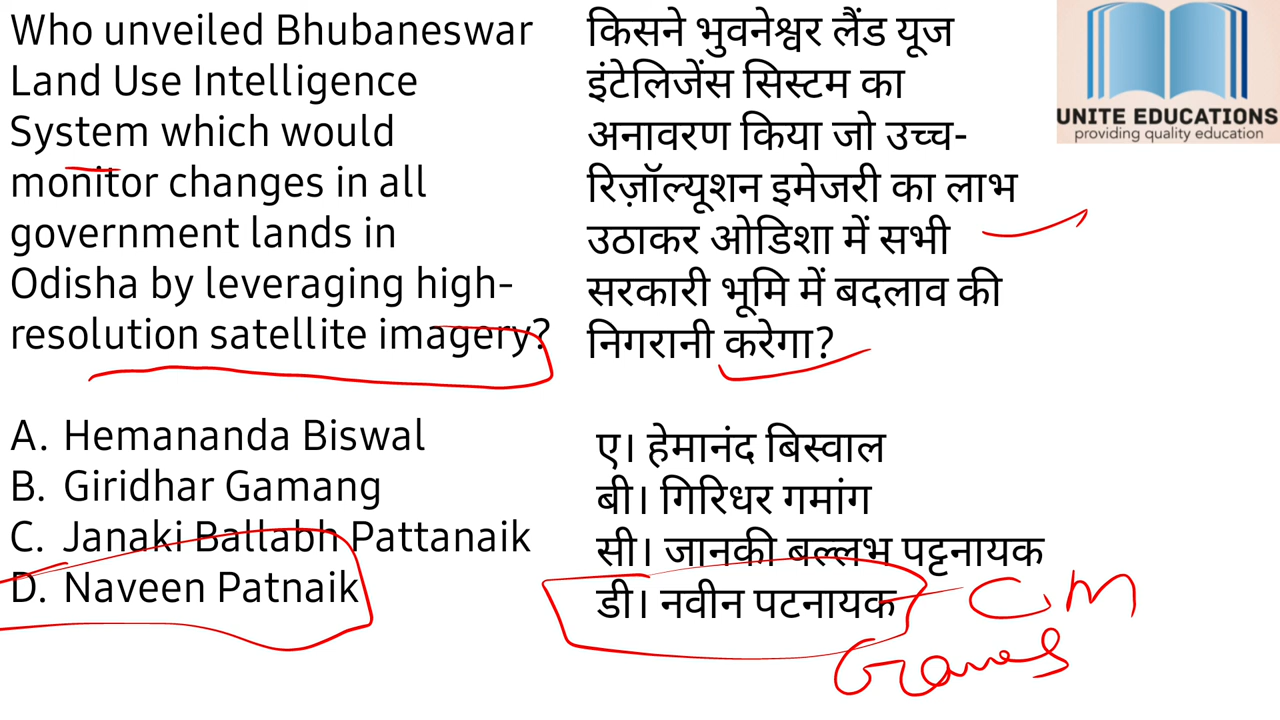 Who unveiled Bhubaneswar
Land Use Intelligence
System which would
monitor changes in all
government lands in
Odisha by leveraging high-
resolution satellite imagery?
A. Hemananda Biswal
B. Giridhar Gamang
C. Janaki Ballabh Pattanaik
D. Naveen Patnaik
किसने भुवनेश्वर लैंड यूज
इंटेलिजेंस सिस्टम का
अनावरण किया जो उच्च-
रिज़ॉल्यूशन इमेजरी का लाभ
उठाकर ओडिशा में सभी
सरकारी भूमि में बदलाव की
निगरानी करेगा?
ए। हेमानंद बिस्वाल
बी। गिरिधर गमांग
सी। जानकी बल्लभ पट्टनायक
डी। नवीन पटनायक
CM
UNITE EDUCATIONS
providing quality education